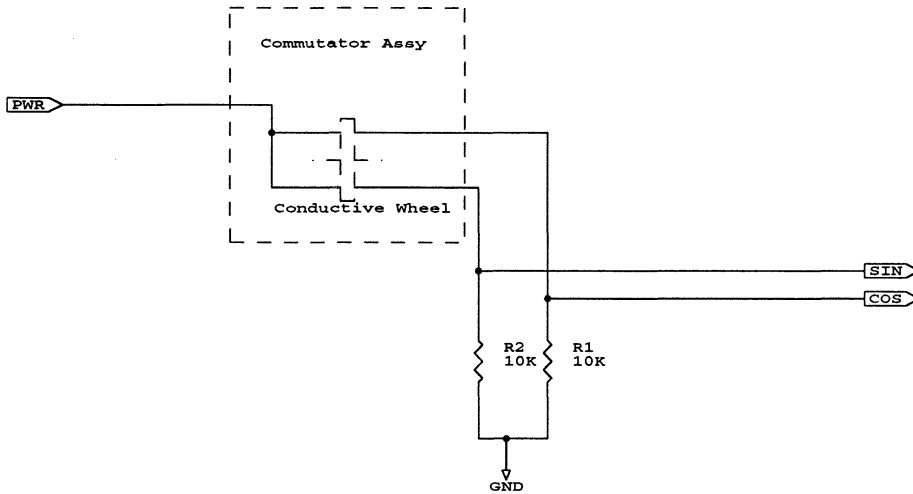 Commutator Assy
PWR
Conductive Wheel
SIN
COS
R2
10K
R1
10K
GND